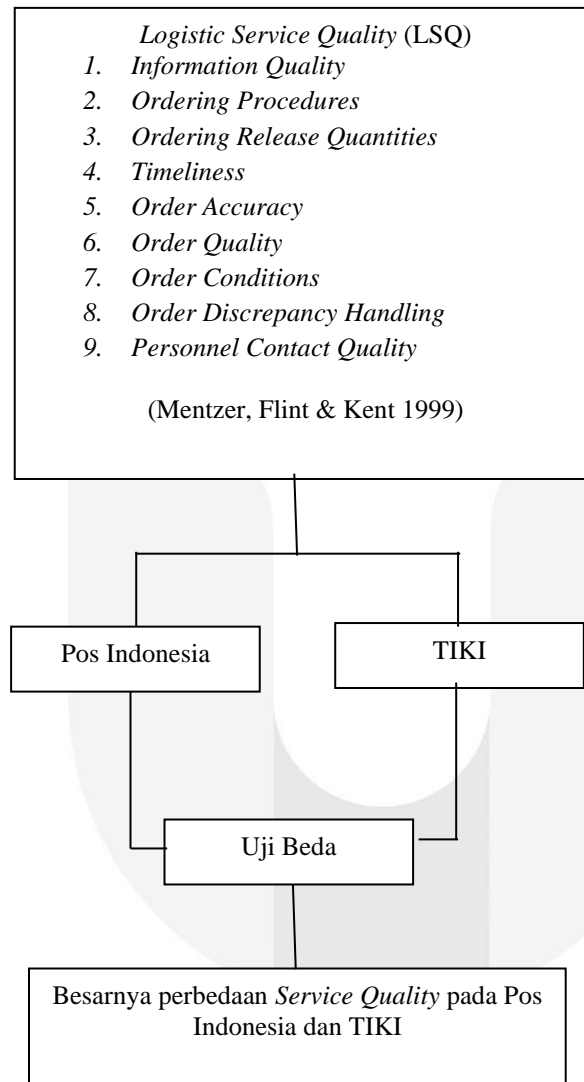 Logistic Service Quality (LSQ)
1. Information Quality
2. Ordering Procedures
3. Ordering Release Quantities
4. Timeliness
5. Order Accuracy
6. Order Quality
7. Order Conditions
8. Order Discrepancy Handling
9. Personnel Contact Quality
(Mentzer, Flint & Kent 1999)
Pos Indonesia
TIKI
Uji Beda
Besarnya perbedaan Service Quality pada Pos
Indonesia dan TIKI